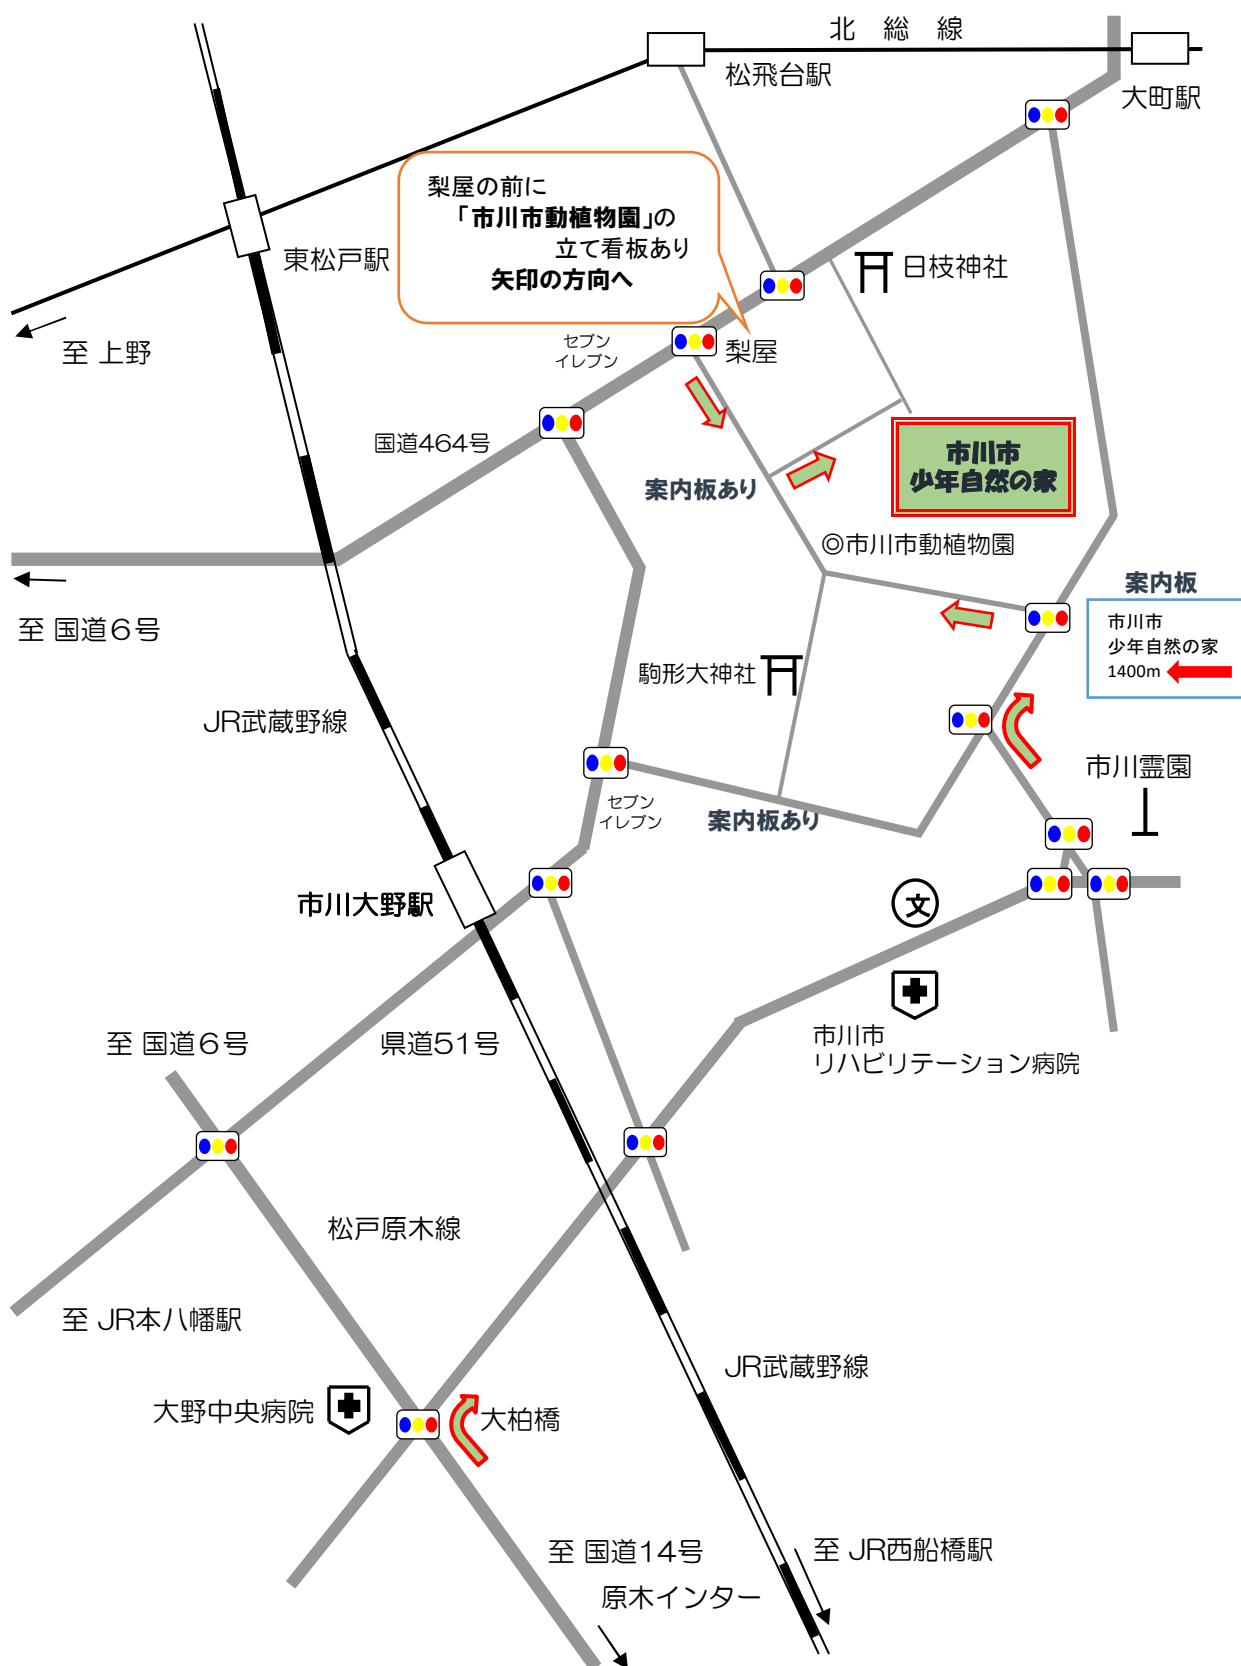 北 総 線
松飛台駅
大町駅
梨屋の前に
「市川市動植物園」の
立て看板あり
矢印の方向へ
東松戸駅
日枝神社
至 上野
セブン
イレブン
梨屋
国道464号
市川市
少年自然の家
案内板あり
◎市川市動植物園
案内板
市川市
少年自然の家
1400m
至 国道6号
駒形大神社
JR武蔵野線
市川霊園
セブン
イレブン
案内板あり
市川大野駅
文
至 国道6号
県道51号
市川市
リハビリテーション病院
松戸原木線
至 JR本八幡駅
JR武蔵野線
大野中央病院
大柏橋
至 国道14号
原木インター
至 JR西船橋駅